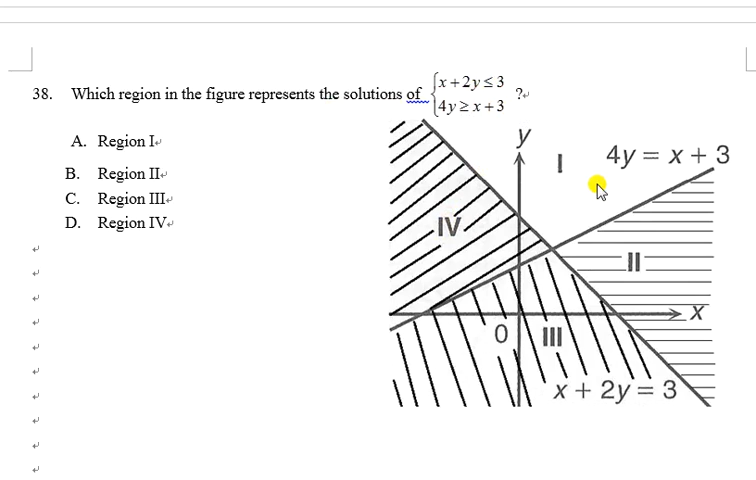 38. Which region in the figure represents the solutions of { x + 2y ≤ 3
4y ≥ x + 3 ?
A. Region I
B. Region II
C. Region III
D. Region IV
y
I
4y = x + 3
IV
II
x
0
III
x + 2y = 3